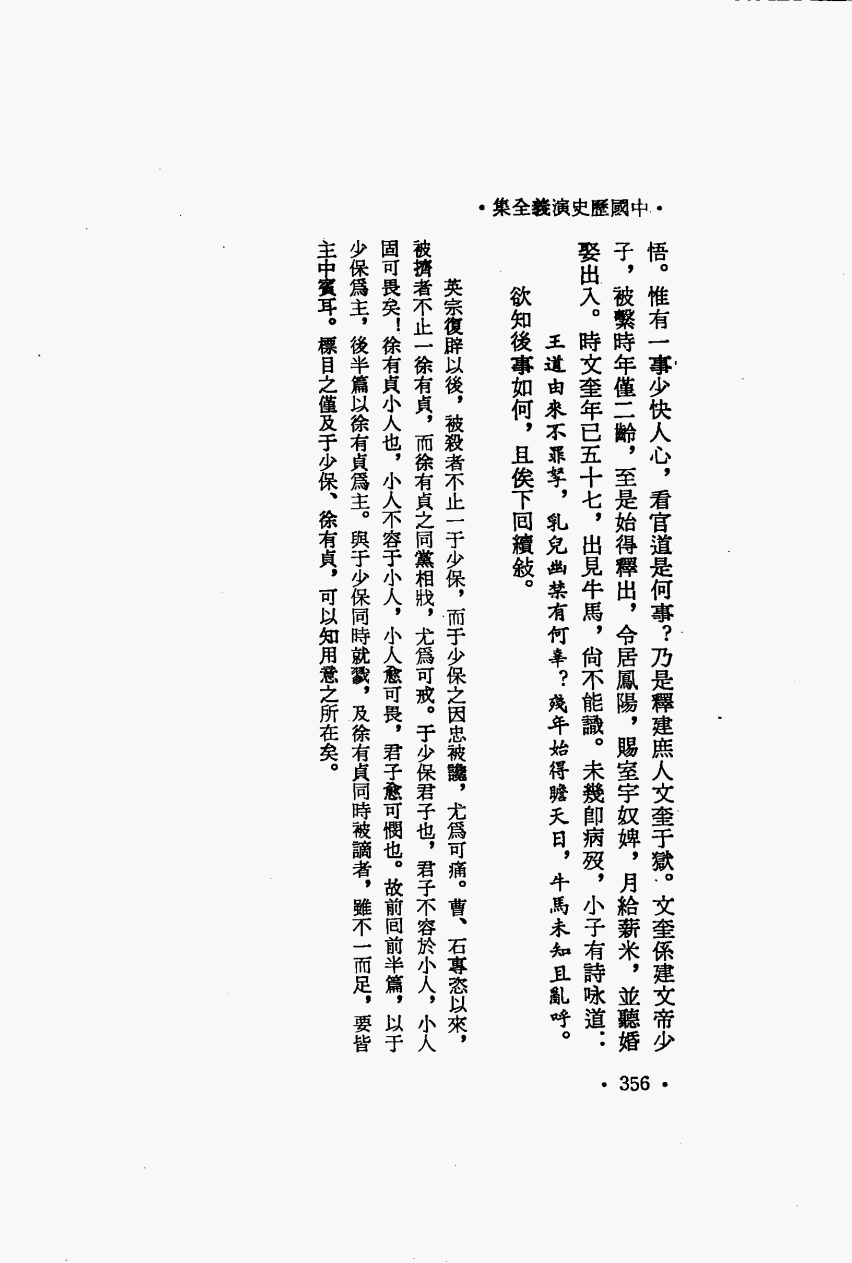 ·中國歷史演義全集·
悟。惟有一事少快人心，看官道是何事？乃是釋建庶人文奎于獄。文奎係建文帝少
子，被繫時年僅二齡，至是始得釋出，令居鳳陽，賜室宇奴婢，月給薪米，並聽婚
娶出入。時文奎年已五十七，出見牛馬，尙不能識。未幾卽病歿，小子有詩咏道：
王道由來不罪孥，乳兒幽禁有何辜？殘年始得瞻天日，牛馬未知且亂呼。
欲知後事如何，且俟下回續敍。
英宗復辟以後，被殺者不止一于少保，而于少保之因忠被讒，尤爲可痛。曹、石專恣以來，
被擠者不止一徐有貞，而徐有貞之同黨相戕，尤爲可戒。于少保君子也，君子不容於小人，小人
固可畏矣！徐有貞小人也，小人不容于小人，小人愈可畏，君子愈可憫也。故前回前半篇，以于
少保爲主，後半篇以徐有貞爲主。與于少保同時就戮，及徐有貞同時被謫者，雖不一而足，要皆
主中賓耳。標目之僅及于少保、徐有貞，可以知用意之所在矣。
·356·